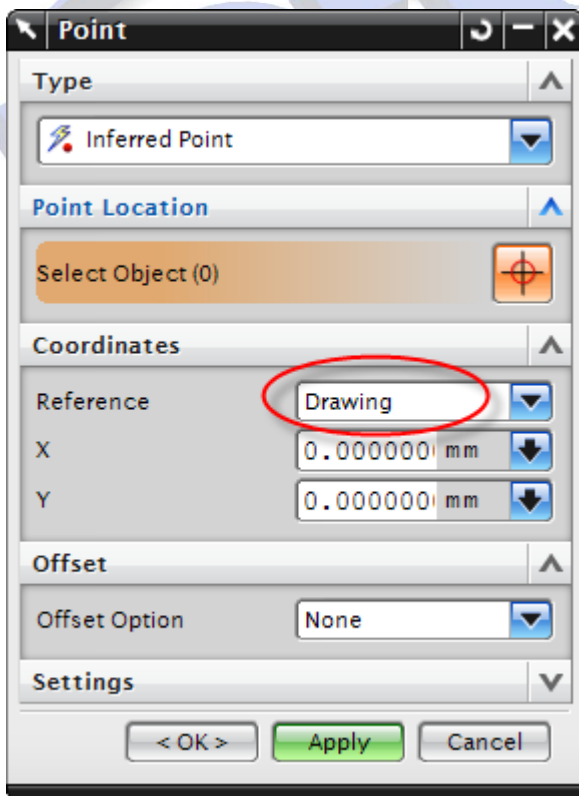 Point
Type
Inferred Point
Point Location
Select Object (0)
Coordinates
Reference Drawing
X 0.000000 mm
Y 0.000000 mm
Offset
Offset Option None
Settings
< OK > Apply Cancel